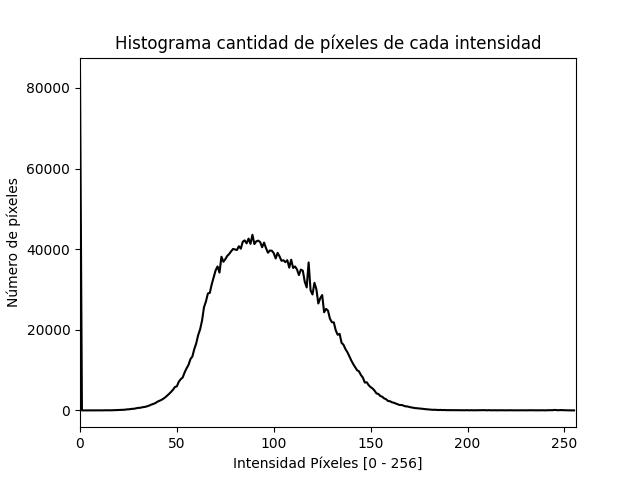 Histograma cantidad de píxeles de cada intensidad
80000
60000
40000
20000
0
Número de píxeles
0 50 100 150 200 250
Intensidad Píxeles [0 - 256]